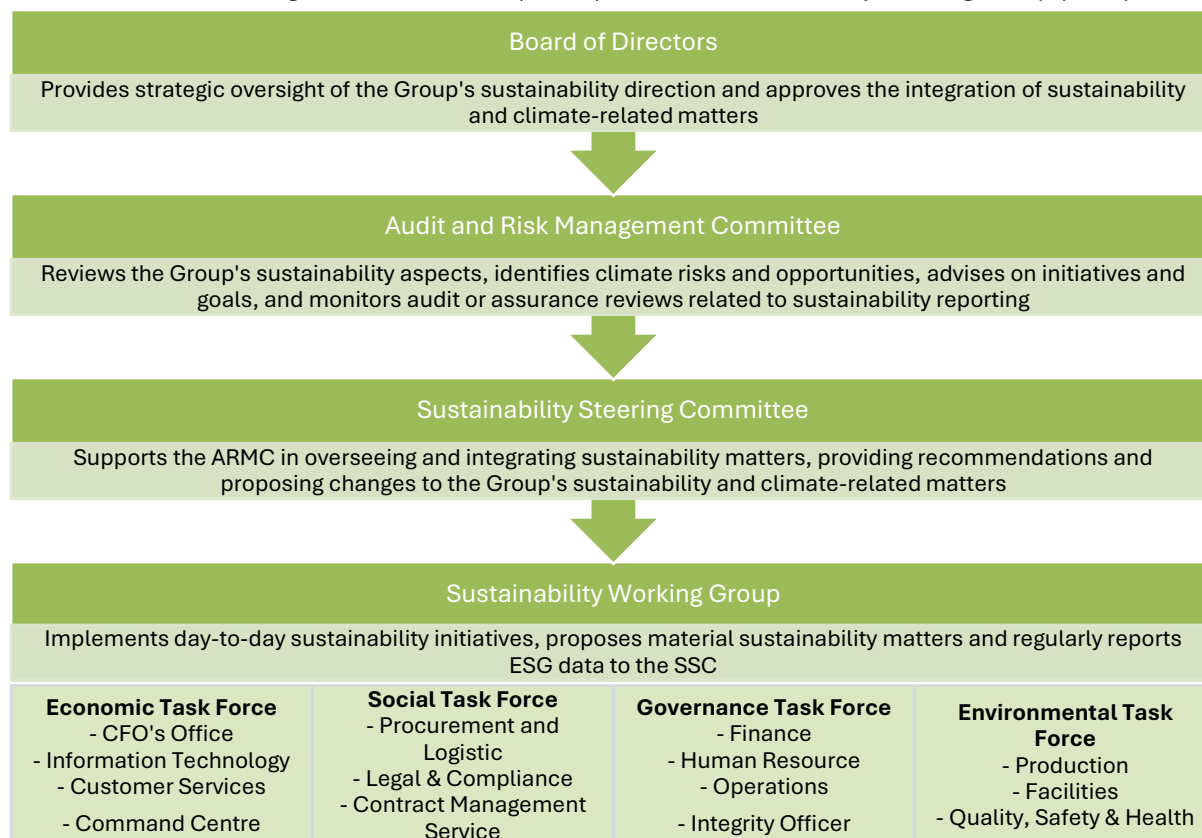 Board of Directors
Provides strategic oversight of the Group's sustainability direction and approves the integration of sustainability
and climate-related matters
Audit and Risk Management Committee
Reviews the Group's sustainability aspects, identifies climate risks and opportunities, advises on initiatives and
goals, and monitors audit or assurance reviews related to sustainability reporting
Sustainability Steering Committee
Supports the ARMC in overseeing and integrating sustainability matters, providing recommendations and
proposing changes to the Group's sustainability and climate-related matters
Sustainability Working Group
Implements day-to-day sustainability initiatives, proposes material sustainability matters and regularly reports
ESG data to the SSC
Economic Task Force
- CFO's Office
- Information Technology
- Customer Services
- Command Centre
Social Task Force
- Procurement and
Logistic
- Legal & Compliance
- Contract Management
Service
Governance Task Force
- Finance
- Human Resource
- Operations
- Integrity Officer
Environmental Task
Force
- Production
- Facilities
- Quality, Safety & Health